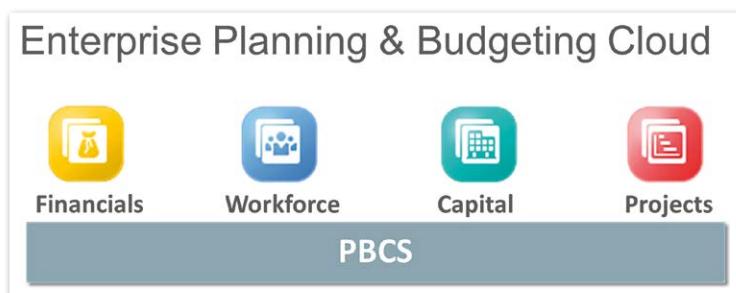 Enterprise Planning & Budgeting Cloud
Financials Workforce Capital Projects
PBCS